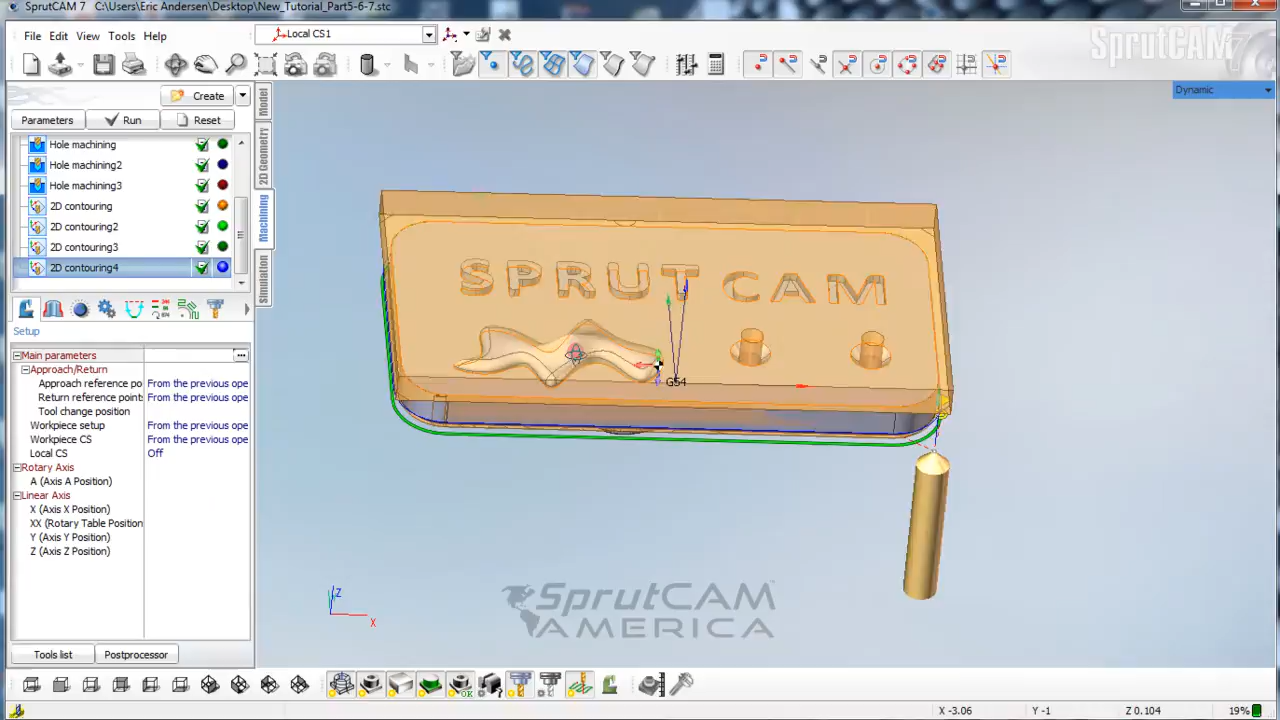 SprutCAM 7 C:\Users\Eric Andersen\Desktop\New_Tutorial_Part5-6-7.stc
File Edit View Tools Help
Local CS1
SprutCAM 7
Create
Dynamic
Parameters Run Reset
Model
2D Geometry
Machining
Simulation
Hole machining
Hole machining2
Hole machining3
2D contouring
2D contouring2
2D contouring3
2D contouring4
Setup
Main parameters ...
Approach/Return
Approach reference po From the previous ope
Return reference point From the previous ope
Tool change position
Workpiece setup From the previous ope
Workpiece CS From the previous ope
Local CS Off
Rotary Axis
A (Axis A Position)
Linear Axis
X (Axis X Position)
XX (Rotary Table Position
Y (Axis Y Position)
Z (Axis Z Position)
SPRUT CAM
G54
Z
X
SprutCAM
AMERICA
Tools list Postprocessor
OK
X -3.06 Y -1 Z 0.104 19%